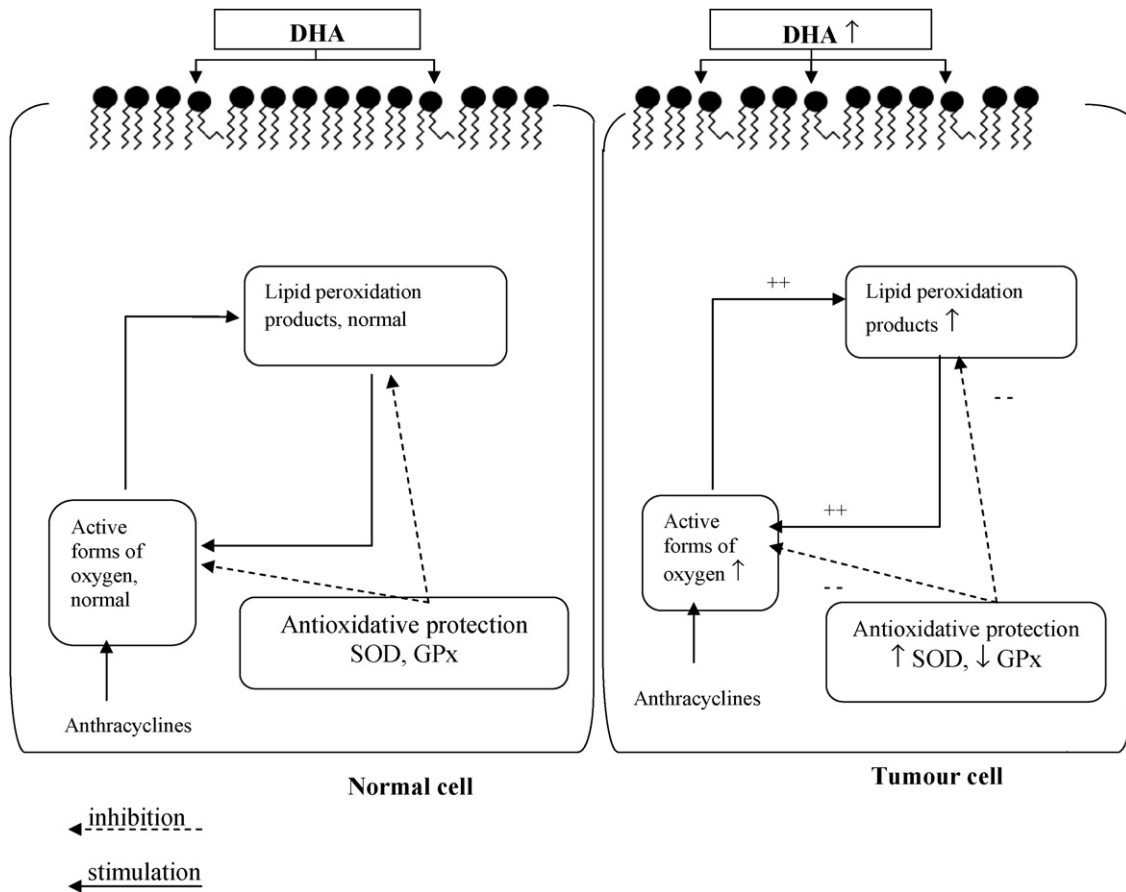 DHA
Lipid peroxidation
products, normal
Active
forms of
oxygen,
normal
Antioxidative protection
SOD, GPx
Anthracyclines
Normal cell
DHA ↑
++
Lipid peroxidation
products ↑
- -
++
Active
forms of
oxygen ↑
--
Antioxidative protection
↑ SOD, ↓ GPx
Anthracyclines
Tumour cell
inhibition
stimulation